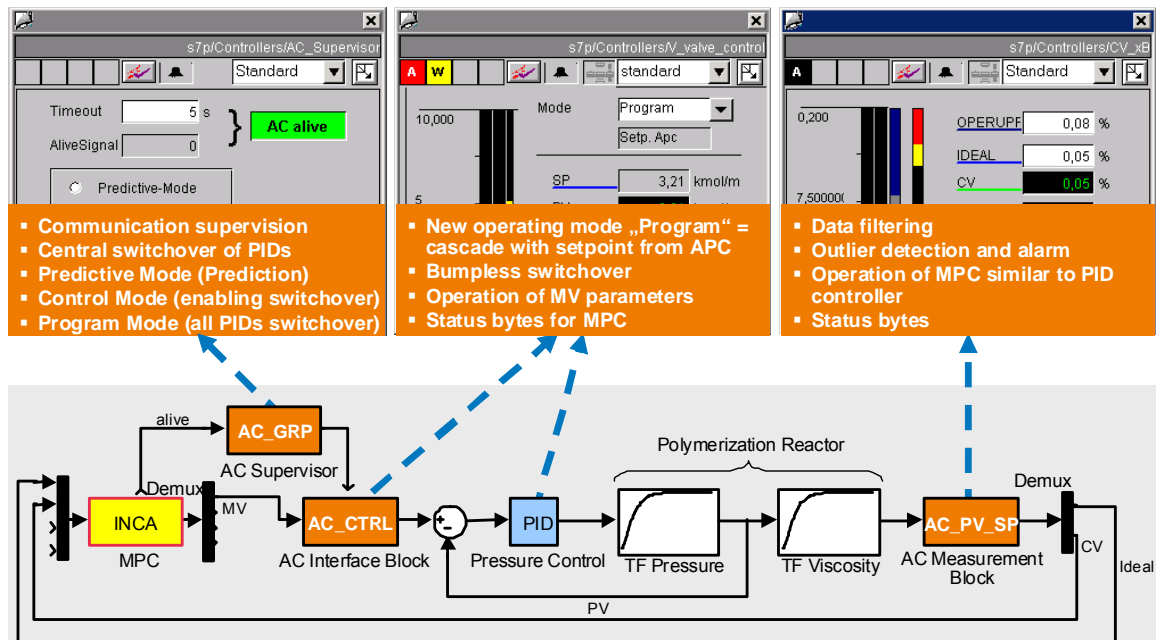 s7p/Controllers/AC_Supervisor
Standard
Timeout 5 s
AliveSignal 0
} AC alive
Predictive-Mode
▪ Communication supervision
▪ Central switchover of PIDs
▪ Predictive Mode (Prediction)
▪ Control Mode (enabling switchover)
▪ Program Mode (all PIDs switchover)
s7p/Controllers/V_valve_control
A W standard
10,000
Mode Program
Setp. Apc
SP 3,21 kmol/m
5
▪ New operating mode „Program“ =
cascade with setpoint from APC
▪ Bumpless switchover
▪ Operation of MV parameters
▪ Status bytes for MPC
s7p/Controllers/CV_xB
A Standard
0,200
OPERUPF 0,08 %
IDEAL 0,05 %
CV 0,05 %
7,50000
▪ Data filtering
▪ Outlier detection and alarm
▪ Operation of MPC similar to PID
controller
▪ Status bytes
alive
AC_GRP
AC Supervisor
Polymerization Reactor
Demux
MV
INCA
MPC
AC_CTRL
AC Interface Block
PID
Pressure Control
TF Pressure
TF Viscosity
AC_PV_SP
AC Measurement
Block
Demux
CV
Ideal
PV